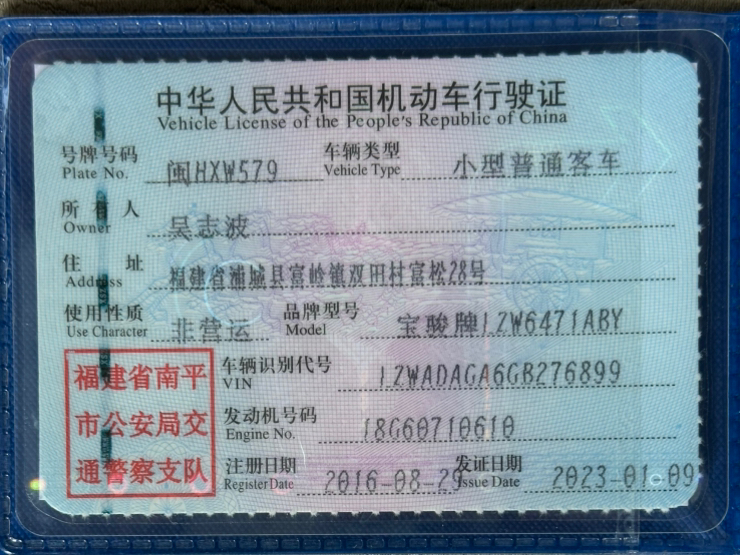 中华人民共和国机动车行驶证
Vehicle License of the People's Republic of China
号牌号码 闽HXW579 车辆类型 小型普通客车
Plate No. Vehicle Type
所有人 吴志波
Owner
住址 福建省浦城县富岭镇双田村富松28号
Address
使用性质 非营运 品牌型号 宝骏牌LZW6471ABY
Use Character Model
福建省南平
市公安局交
通警察支队
车辆识别代号 LZWADAGA6GB276899
VIN
发动机号码 18G60710610
Engine No.
注册日期 2016-08-29 发证日期 2023-01-09
Register Date Issue Date